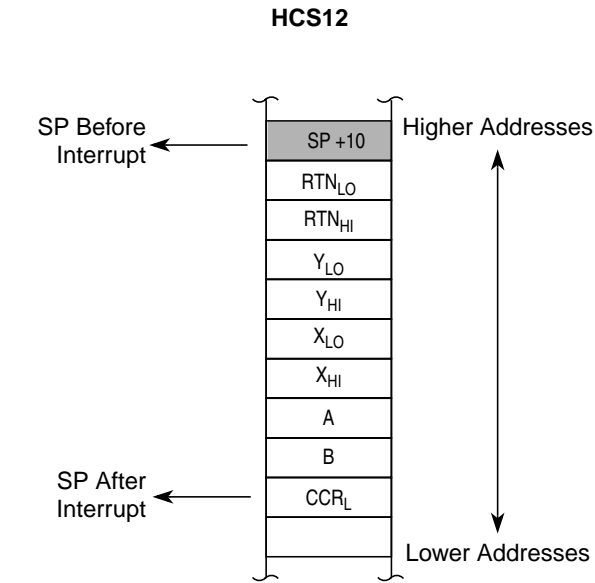 HCS12
SP Before
Interrupt
SP +10
Higher Addresses
RTNLO
RTNHI
YLO
YHI
XLO
XHI
A
B
SP After
Interrupt
CCRL
Lower Addresses